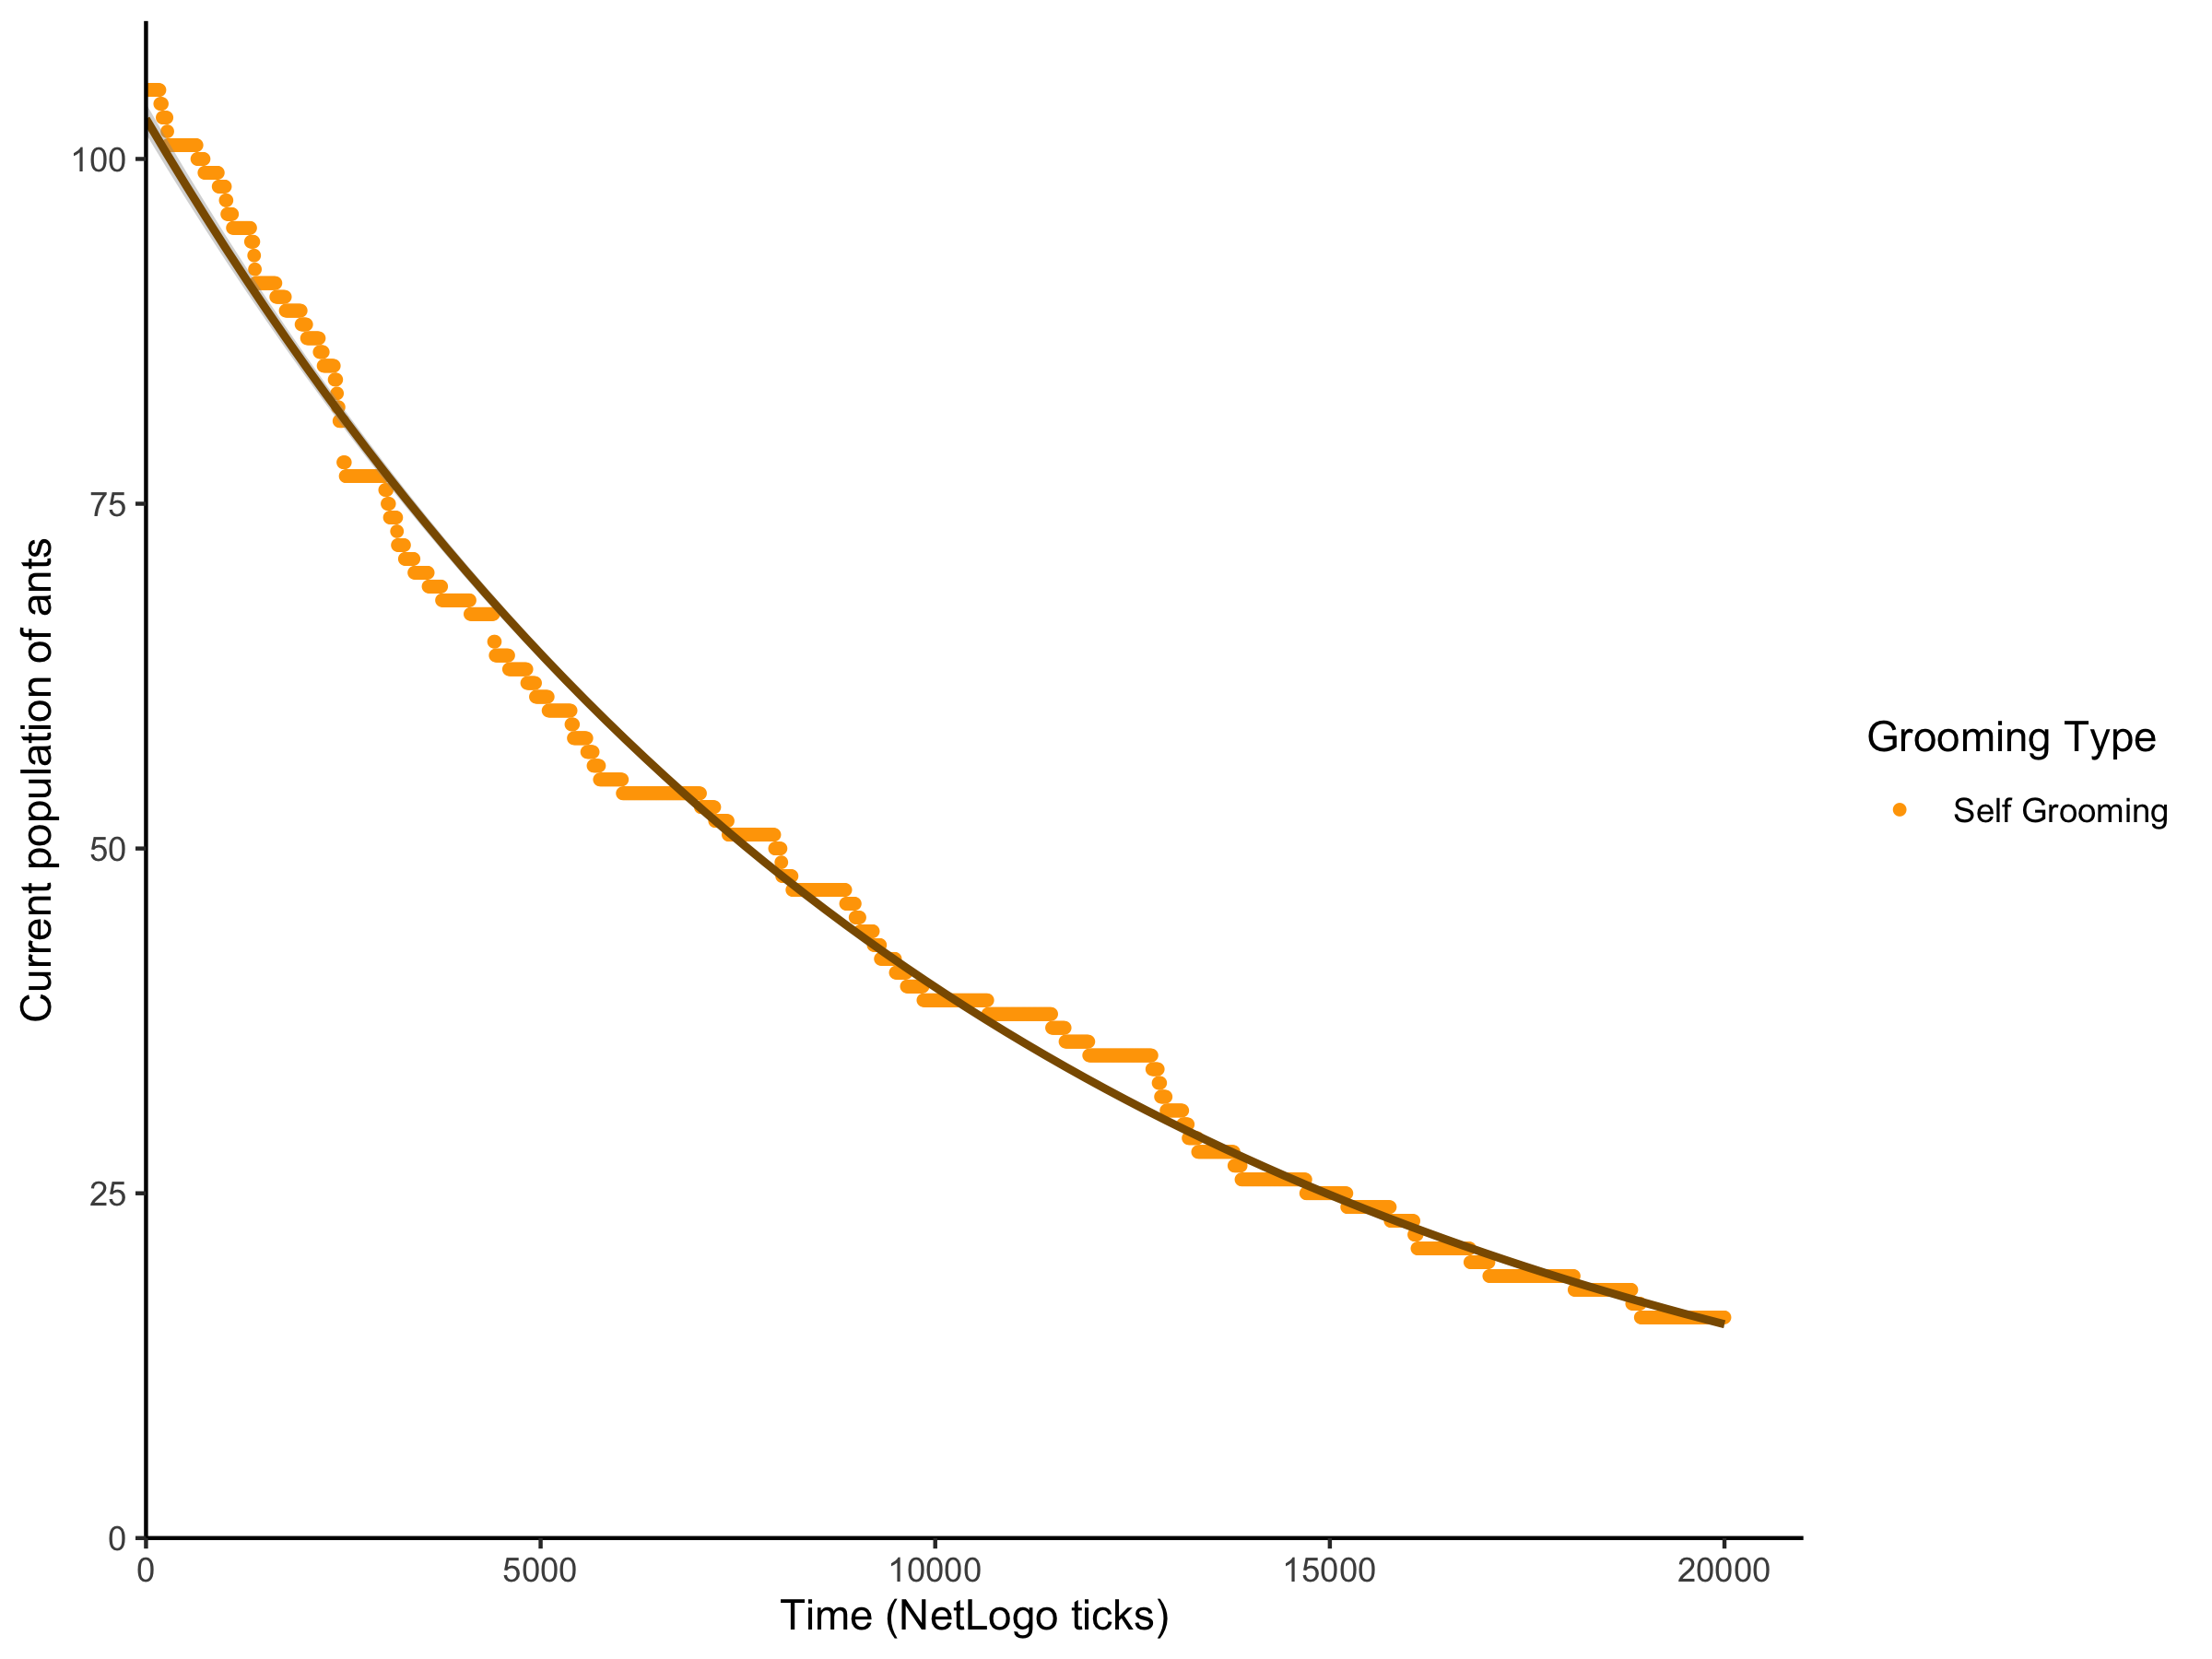 Current population of ants
100
75
50
25
0
0 5000 10000 15000 20000
Time (NetLogo ticks)
Grooming Type
Self Grooming